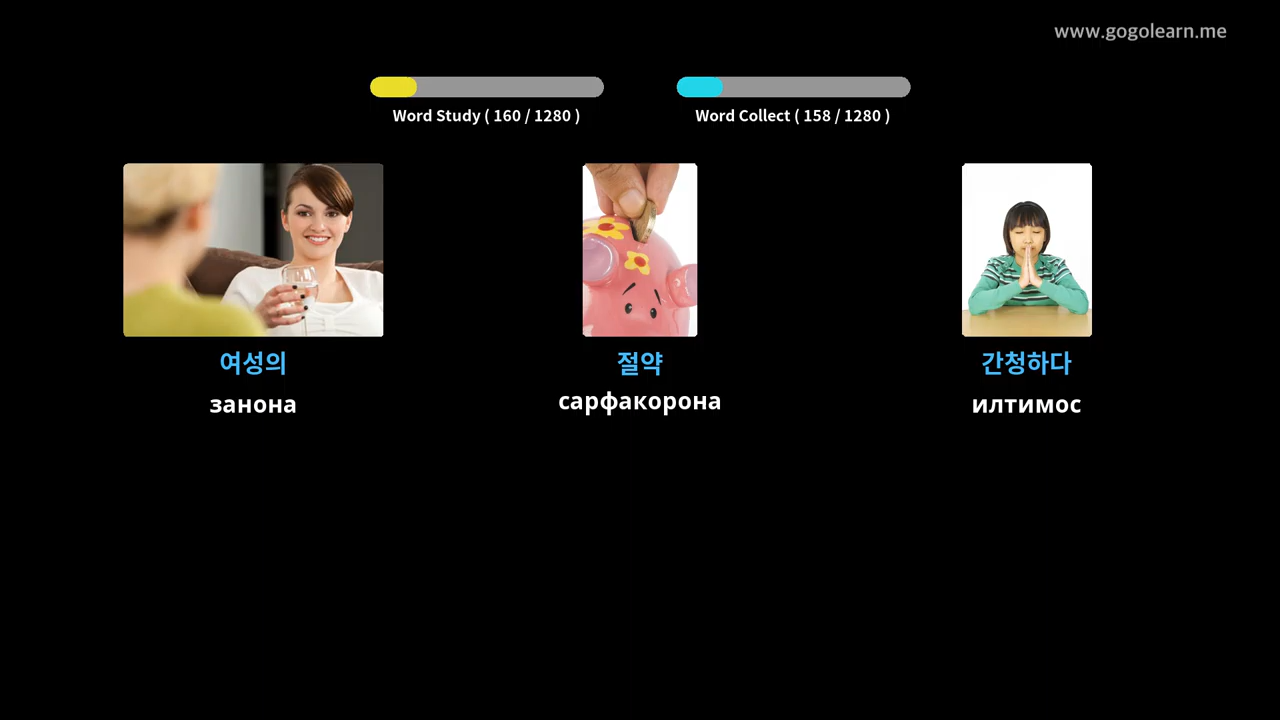 www.gogolearn.me
Word Study ( 160 / 1280 )
Word Collect ( 158 / 1280 )
여성의
занона
절약
сарфакорона
간청하다
илтимос